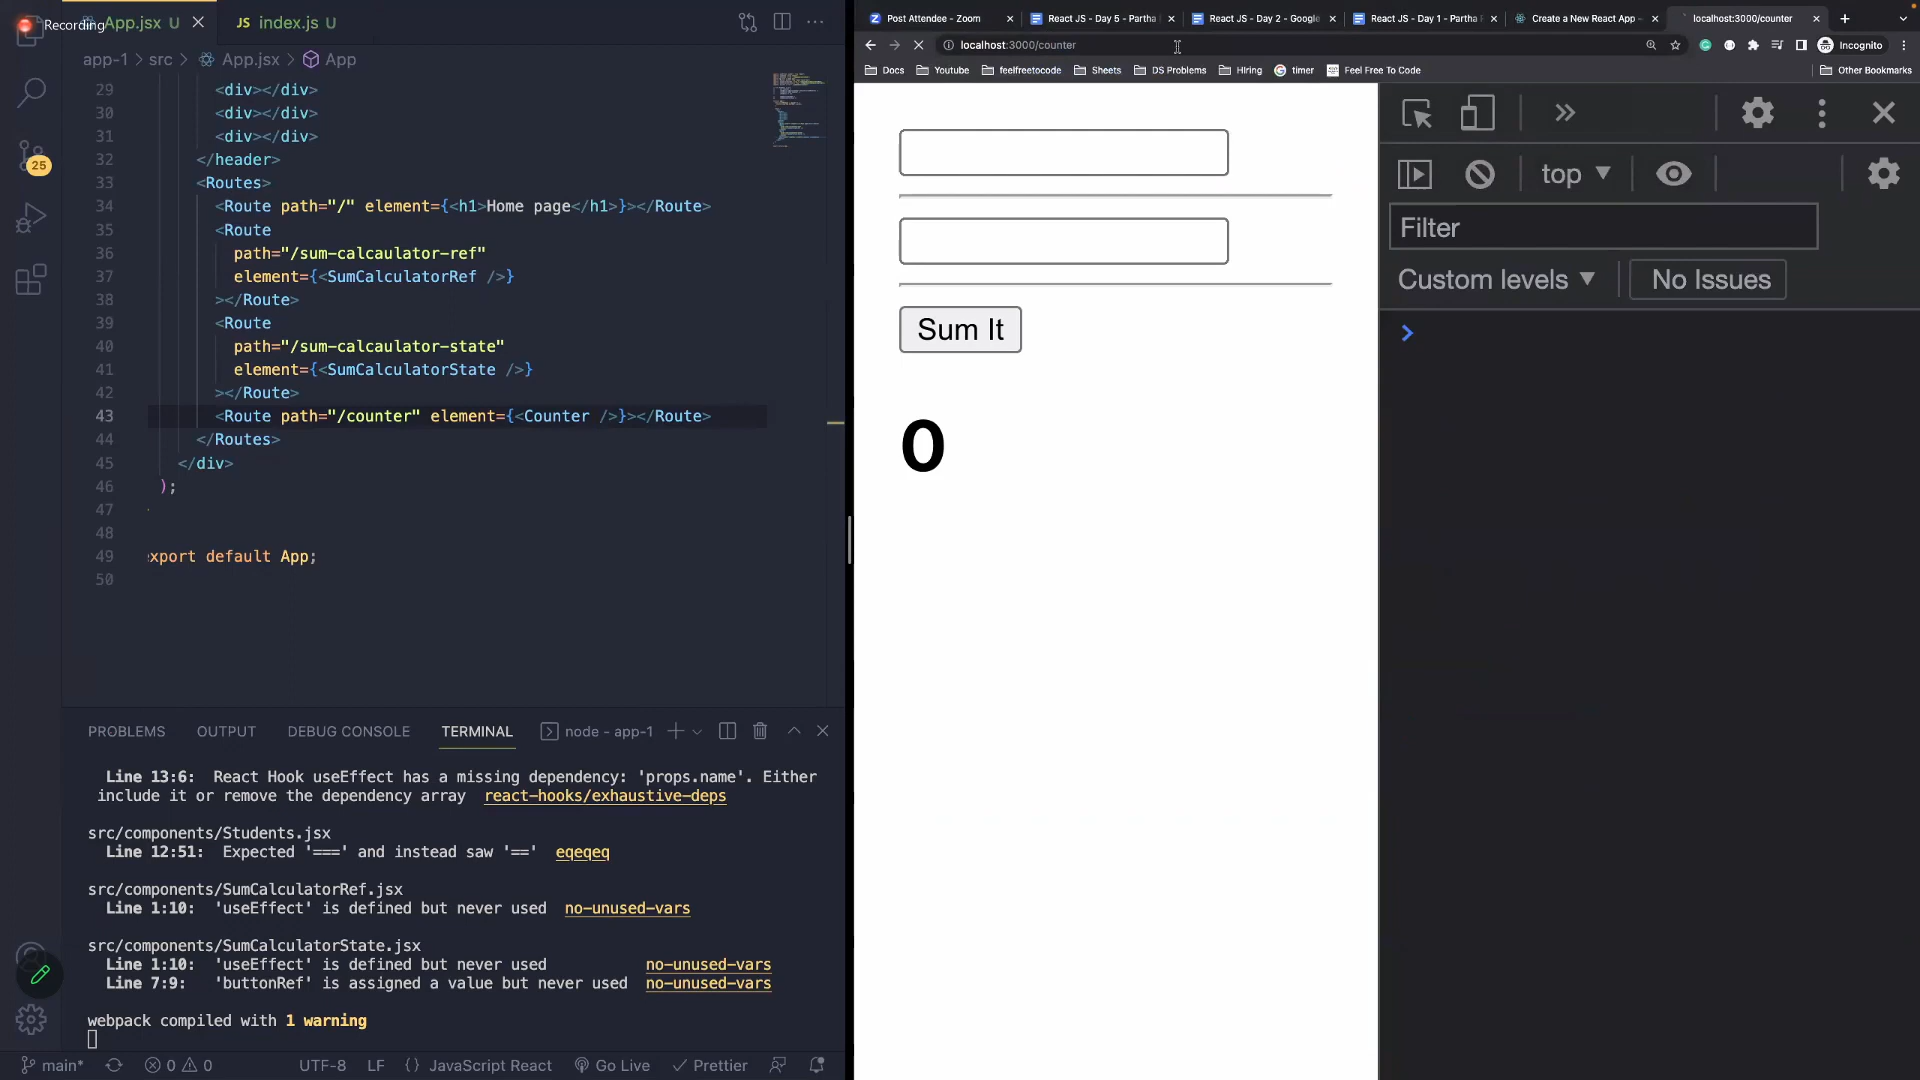 Recording
App.jsx U
JS index.js U
app-1 > src > App.jsx > App
29 <div></div>
30 <div></div>
31 <div></div>
32 </header>
33 <Routes>
34 <Route path="/" element={<h1>Home page</h1>}></Route>
35 <Route
36 path="/sum-calcaulator-ref"
37 element={<SumCalculatorRef />}
38 ></Route>
39 <Route
40 path="/sum-calcaulator-state"
41 element={<SumCalculatorState />}
42 ></Route>
43 <Route path="/counter" element={<Counter />}></Route>
44 </Routes>
45 </div>
46 );
47
48
49 export default App;
50
25
PROBLEMS OUTPUT DEBUG CONSOLE TERMINAL node - app-1
Line 13:6: React Hook useEffect has a missing dependency: 'props.name'. Either
include it or remove the dependency array react-hooks/exhaustive-deps
src/components/Students.jsx
Line 12:51: Expected '===' and instead saw '==' eqeqeq
src/components/SumCalculatorRef.jsx
Line 1:10: 'useEffect' is defined but never used no-unused-vars
src/components/SumCalculatorState.jsx
Line 1:10: 'useEffect' is defined but never used no-unused-vars
Line 7:9: 'buttonRef' is assigned a value but never used no-unused-vars
webpack compiled with 1 warning
main* 0 0 UTF-8 LF {} JavaScript React Go Live Prettier
Post Attendee - Zoom
React JS - Day 5 - Partha
React JS - Day 2 - Google
React JS - Day 1 - Partha
Create a New React App -
localhost:3000/counter
localhost:3000/counter
Incognito
Docs Youtube feelfreetocode Sheets DS Problems HIring timer Feel Free To Code Other Bookmarks
Sum It
0
top
Filter
Custom levels No Issues